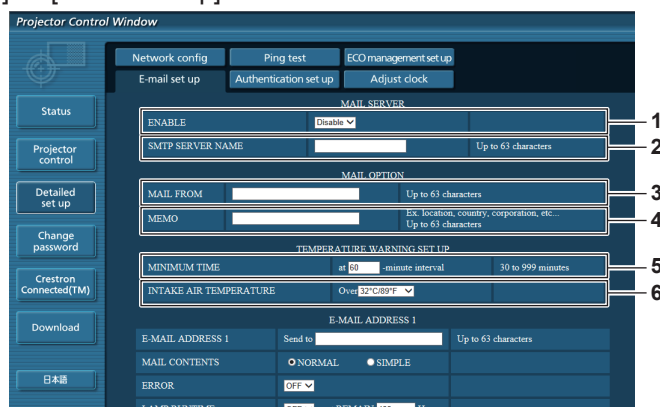 Projector Control Window
Network config Ping test ECO management set up
E-mail set up Authentication set up Adjust clock
Status
Projector control
Detailed set up
Change password
Crestron Connected(TM)
Download
日本語
MAIL SERVER
ENABLE Disable 1
SMTP SERVER NAME Up to 63 characters 2
MAIL OPTION
MAIL FROM Up to 63 characters 3
MEMO Ex. location, country, corporation, etc... 4
Up to 63 characters
TEMPERATURE WARNING SET UP
MINIMUM TIME at 60 -minute interval 30 to 999 minutes 5
INTAKE AIR TEMPERATURE Over 32°C/89°F 6
E-MAIL ADDRESS 1
E-MAIL ADDRESS 1 Send to Up to 63 characters
MAIL CONTENTS NORMAL SIMPLE
ERROR OFF